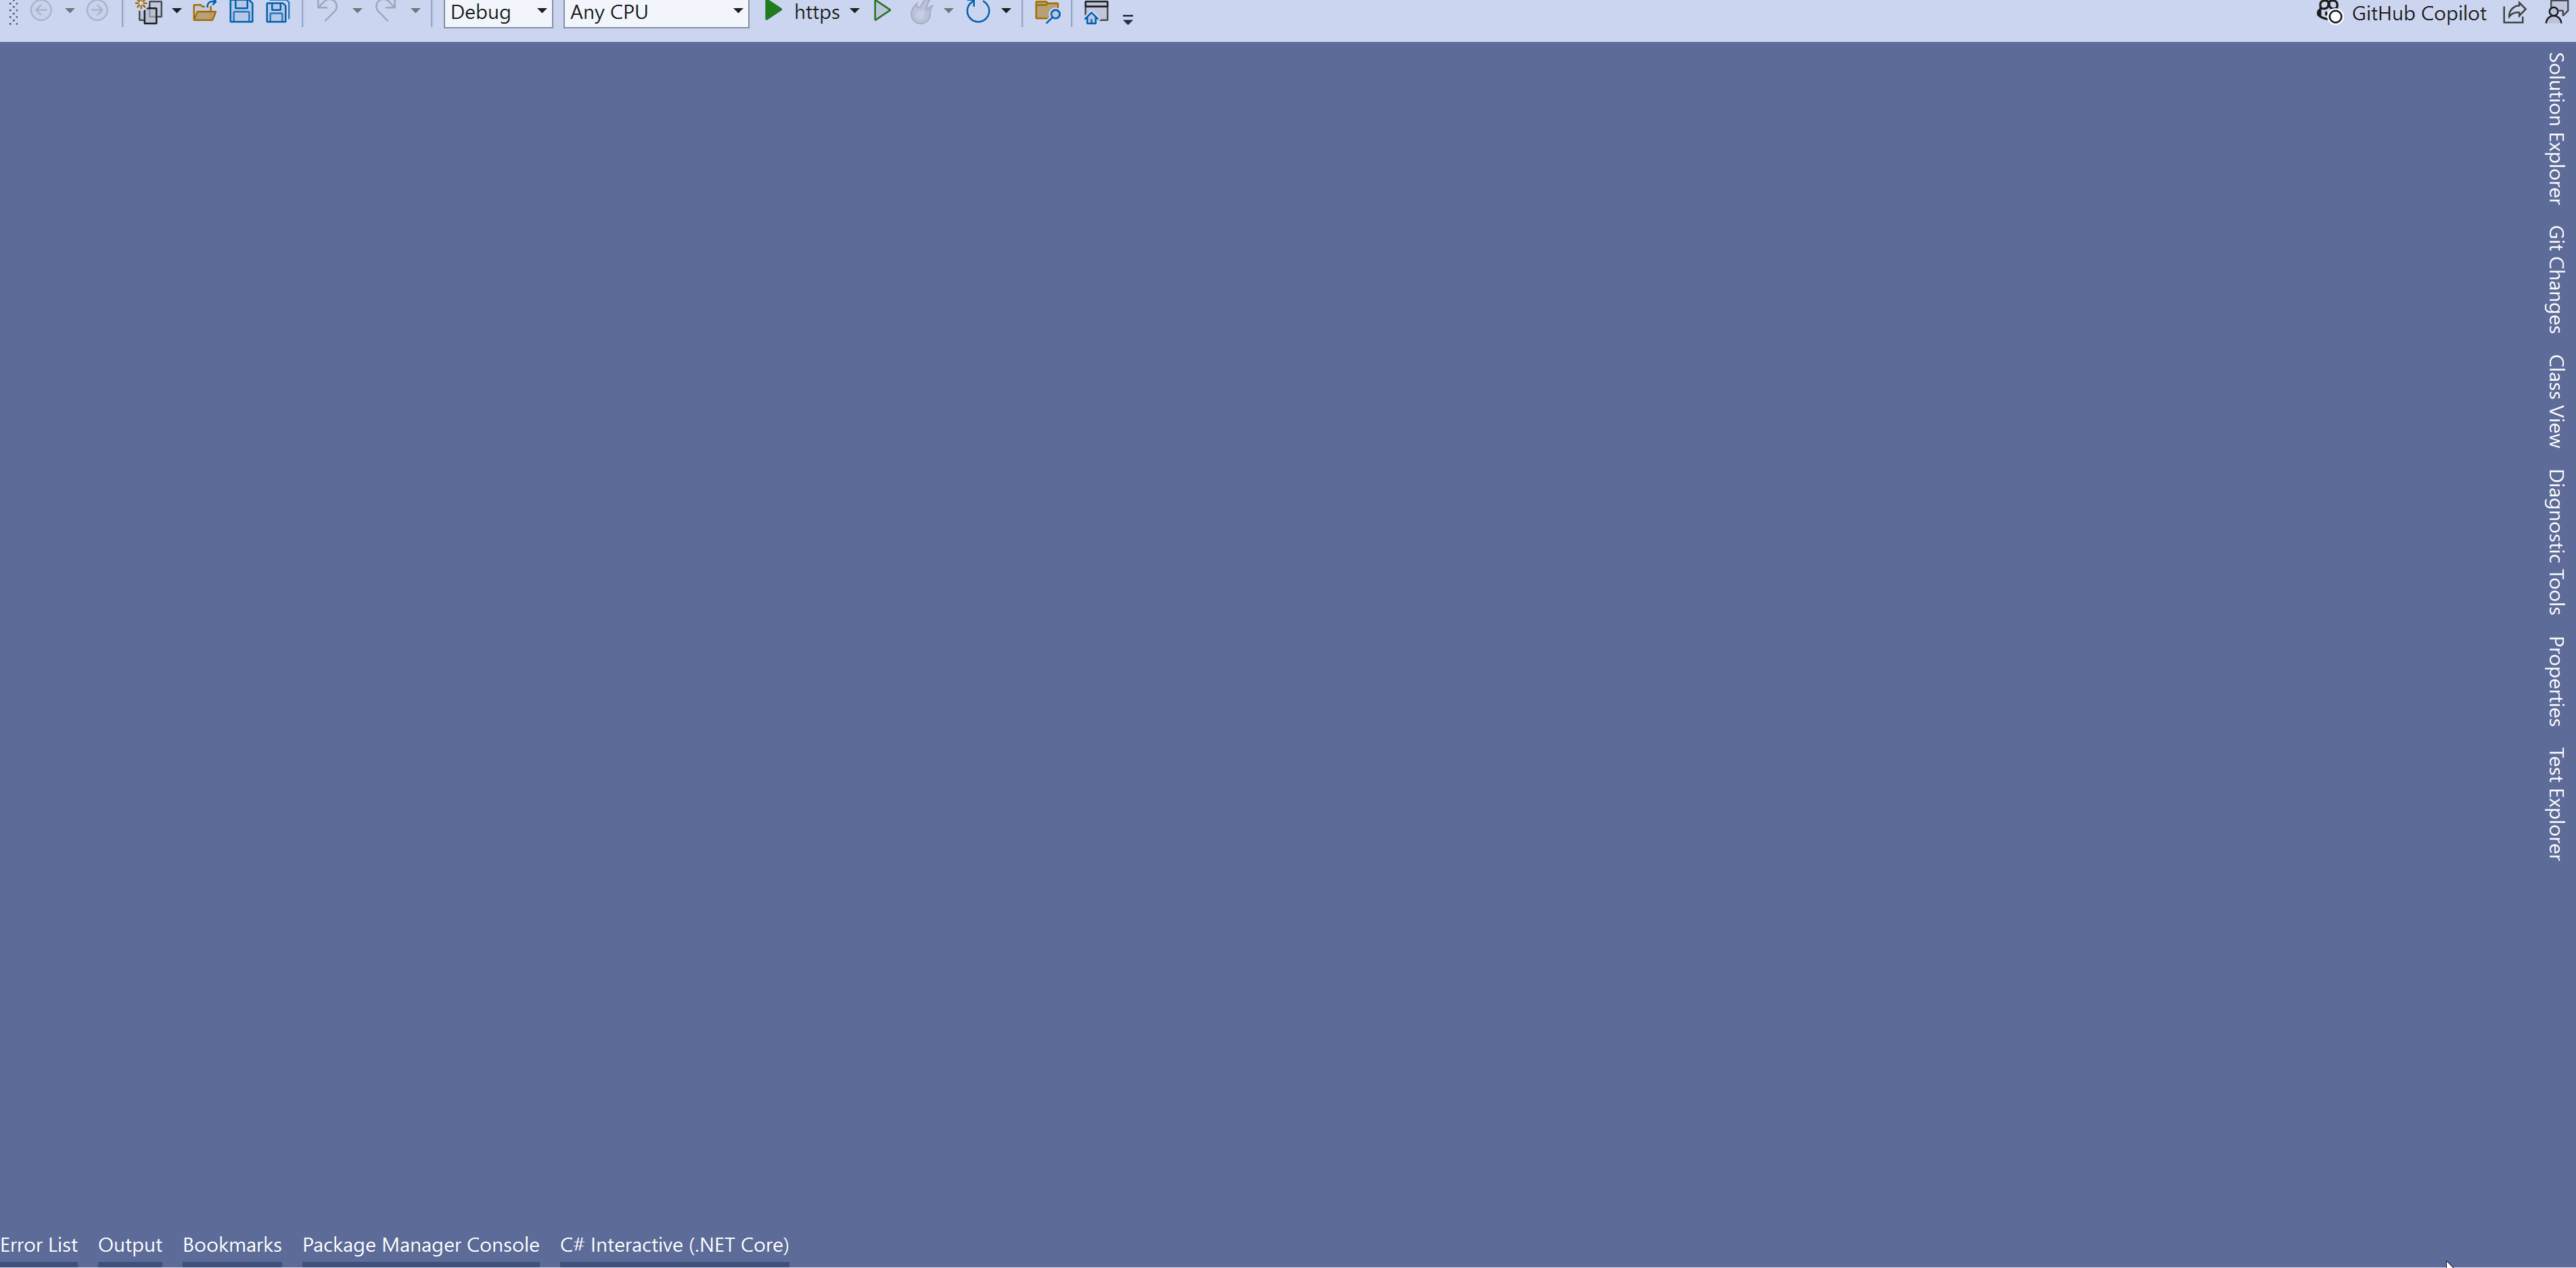 Debug Any CPU https GitHub Copilot
Solution Explorer
Git Changes
Class View
Diagnostic Tools
Properties
Test Explorer
Error List Output Bookmarks Package Manager Console C# Interactive (.NET Core)